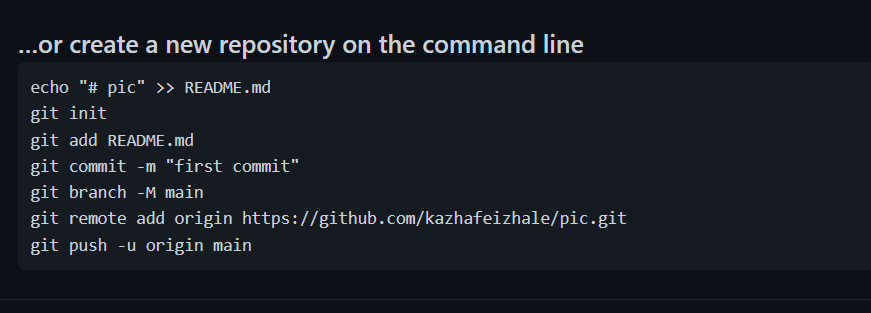 ...or create a new repository on the command line
echo "# pic" >> README.md
git init
git add README.md
git commit -m "first commit"
git branch -M main
git remote add origin https://github.com/kazhafeizhale/pic.git
git push -u origin main